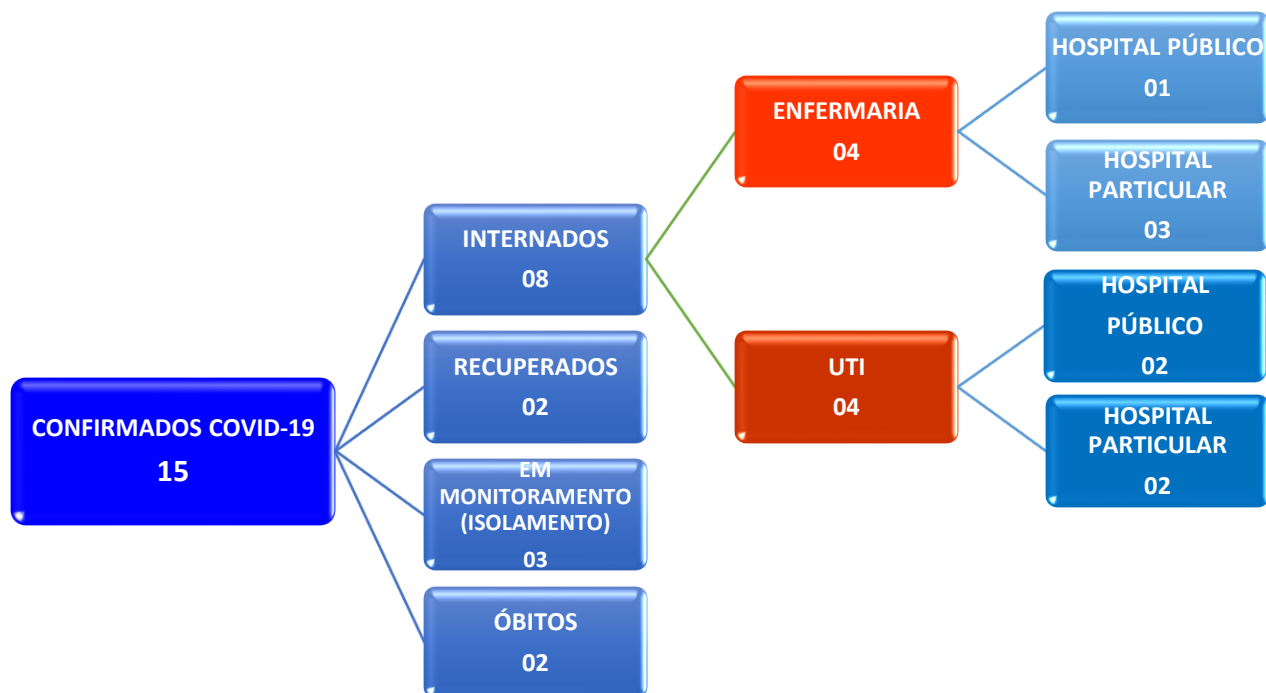 CONFIRMADOS COVID-19
15
INTERNADOS
08
RECUPERADOS
02
EM
MONITORAMENTO
(ISOLAMENTO)
03
ÓBITOS
02
ENFERMARIA
04
UTI
04
HOSPITAL PÚBLICO
01
HOSPITAL
PARTICULAR
03
HOSPITAL
PÚBLICO
02
HOSPITAL
PARTICULAR
02